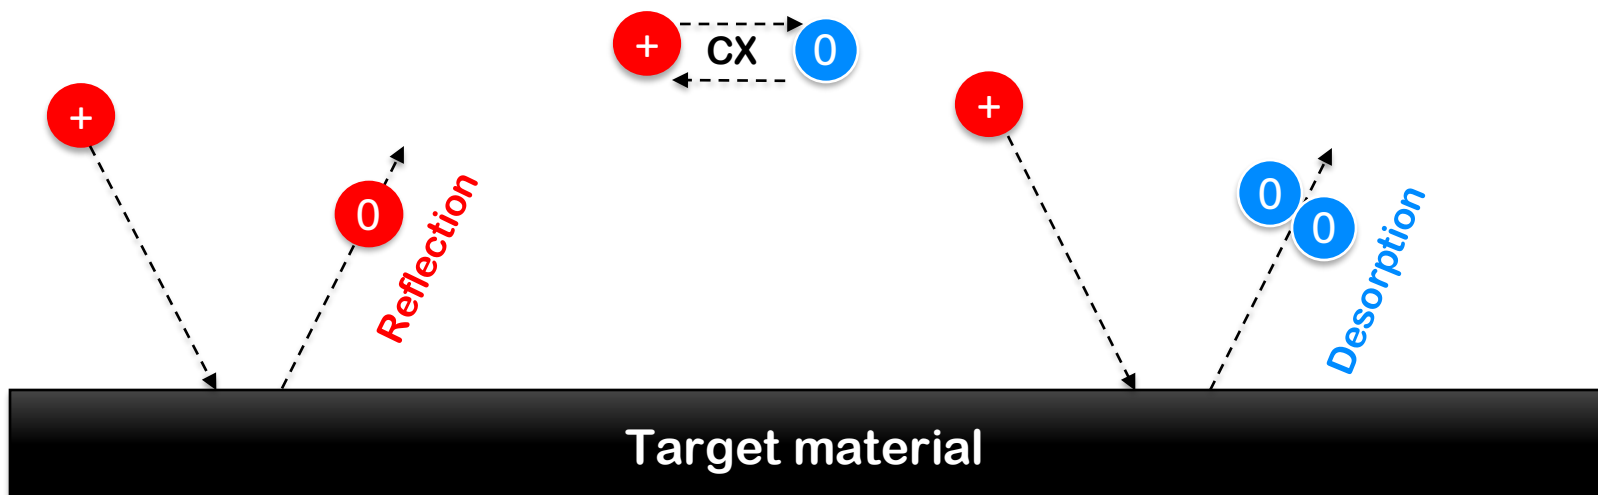 + CX 0
+
+
0
Reflection
0
0
Desorption
Target material